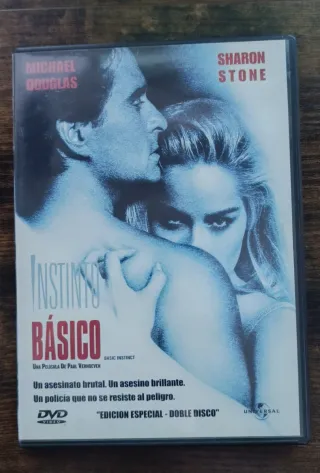 MICHAEL DOUGLAS
SHARON STONE
INSTINTO
BÁSICO
BASIC INSTINCT
UNA PELÍCULA DE PAUL VERHOEVEN
Un asesinato brutal. Un asesino brillante.
Un policía que no se resiste al peligro.
DVD
VIDEO
"EDICION ESPECIAL - DOBLE DISCO"
UNIVERSAL